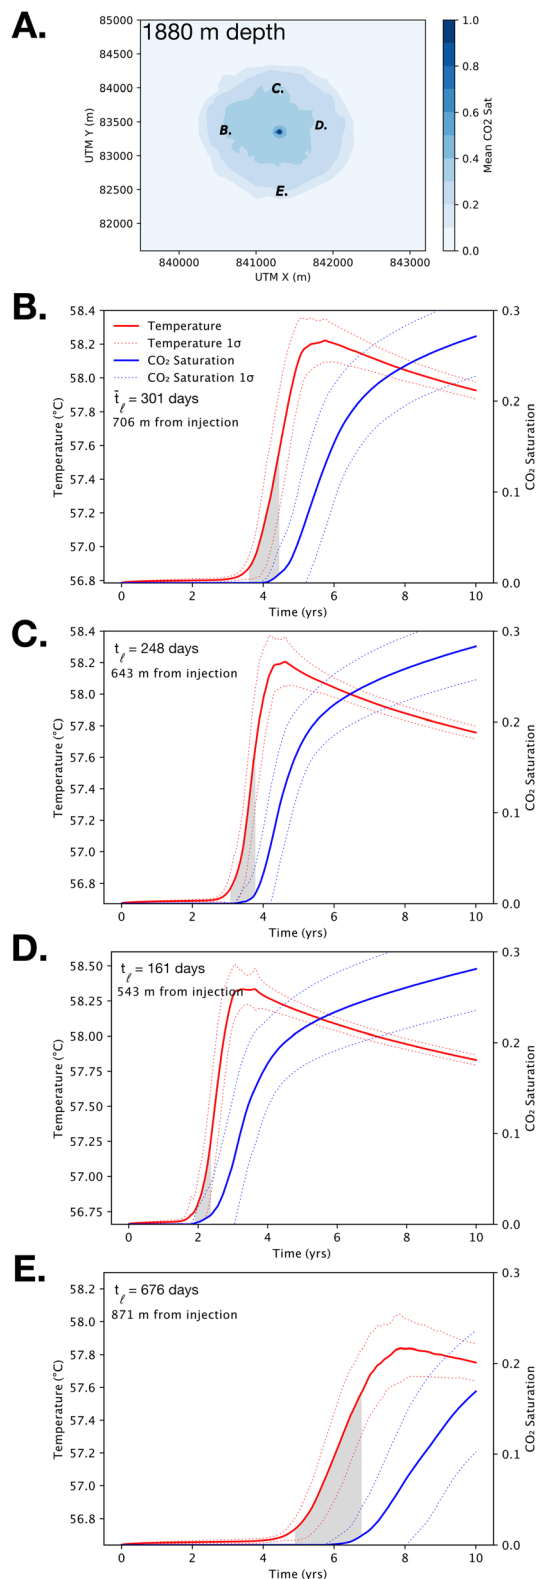 A.
1880 m depth
85000
84000
83500
83000
82500
82000
UTM Y (m)
B.
C.
D.
E.
840000 841000 842000 843000
UTM X (m)
1.0
0.8
0.6
0.4
0.2
0.0
Mean CO2 Sat
B.
58.4
58.2
58.0
57.8
57.6
57.4
57.2
57.0
56.8
Temperature (°C)
Temperature
Temperature 1σ
CO₂ Saturation
CO₂ Saturation 1σ
t̄ℓ = 301 days
706 m from injection
0.3
0.2
0.1
0.0
CO₂ Saturation
0 2 4 6 8 10
Time (yrs)
C.
58.4
58.2
58.0
57.8
57.6
57.4
57.2
57.0
56.8
Temperature (°C)
tℓ = 248 days
643 m from injection
0.3
0.2
0.1
0.0
CO₂ Saturation
0 2 4 6 8 10
Time (yrs)
D.
58.50
58.25
58.00
57.75
57.50
57.25
57.00
56.75
Temperature (°C)
tℓ = 161 days
543 m from injection
0.3
0.2
0.1
0.0
CO₂ Saturation
0 2 4 6 8 10
Time (yrs)
E.
58.2
58.0
57.8
57.6
57.4
57.2
57.0
56.8
Temperature (°C)
tℓ = 676 days
871 m from injection
0.3
0.2
0.1
0.0
CO₂ Saturation
0 2 4 6 8 10
Time (yrs)